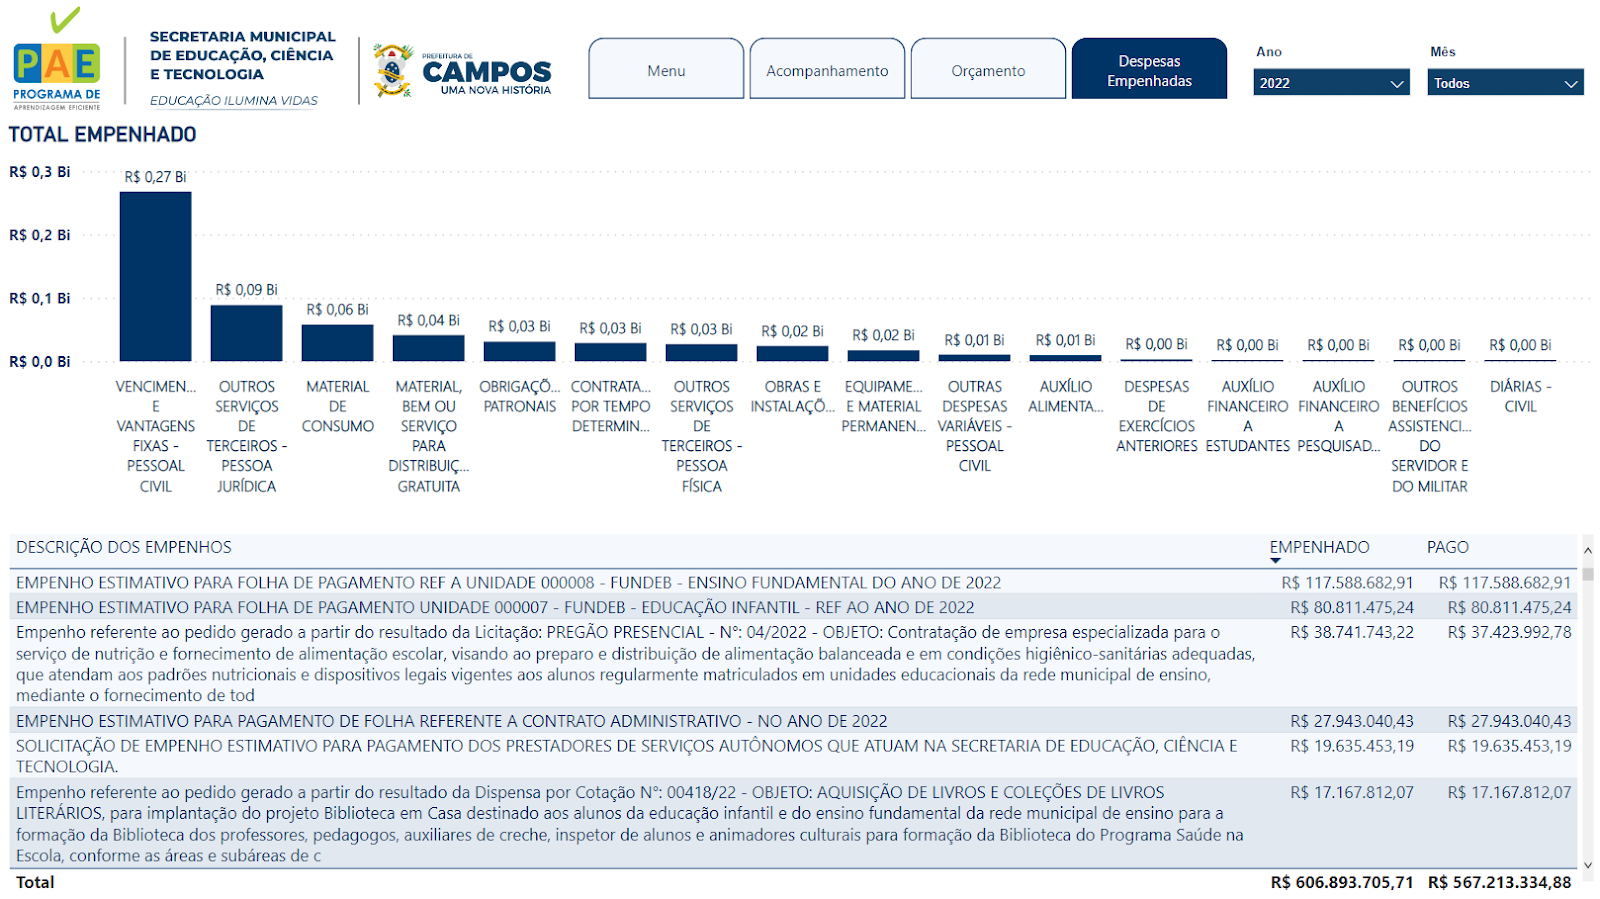 PAE
PROGRAMA DE
APRENDIZAGEM EFICIENTE
SECRETARIA MUNICIPAL
DE EDUCAÇÃO, CIÊNCIA
E TECNOLOGIA
EDUCAÇÃO ILUMINA VIDAS
PREFEITURA DE
CAMPOS
UMA NOVA HISTÓRIA
Menu
Acompanhamento
Orçamento
Despesas
Empenhadas
Ano
2022
Mês
Todos
TOTAL EMPENHADO
R$ 0,3 Bi
R$ 0,2 Bi
R$ 0,1 Bi
R$ 0,0 Bi
R$ 0,27 Bi
R$ 0,09 Bi
R$ 0,06 Bi
R$ 0,04 Bi
R$ 0,03 Bi
R$ 0,03 Bi
R$ 0,03 Bi
R$ 0,02 Bi
R$ 0,02 Bi
R$ 0,01 Bi
R$ 0,01 Bi
R$ 0,00 Bi
R$ 0,00 Bi
R$ 0,00 Bi
R$ 0,00 Bi
R$ 0,00 Bi
VENCIMEN...
E
VANTAGENS
FIXAS -
PESSOAL
CIVIL
OUTROS
SERVIÇOS
DE
TERCEIROS -
PESSOA
JURÍDICA
MATERIAL
DE
CONSUMO
MATERIAL,
BEM OU
SERVIÇO
PARA
DISTRIBUIÇ...
GRATUITA
OBRIGAÇÕ...
PATRONAIS
CONTRATA...
POR TEMPO
DETERMIN...
OUTROS
SERVIÇOS
DE
TERCEIROS -
PESSOA
FÍSICA
OBRAS E
INSTALAÇÕ...
EQUIPAME...
E MATERIAL
PERMANEN...
OUTRAS
DESPESAS
VARIÁVEIS -
PESSOAL
CIVIL
AUXÍLIO
ALIMENTA...
DESPESAS
DE
EXERCÍCIOS
ANTERIORES
AUXÍLIO
FINANCEIRO
A
ESTUDANTES
AUXÍLIO
FINANCEIRO
A
PESQUISAD...
OUTROS
BENEFÍCIOS
ASSISTENCI...
DO
SERVIDOR E
DO MILITAR
DIÁRIAS -
CIVIL
DESCRIÇÃO DOS EMPENHOS EMPENHADO PAGO
EMPENHO ESTIMATIVO PARA FOLHA DE PAGAMENTO REF A UNIDADE 000008 - FUNDEB - ENSINO FUNDAMENTAL DO ANO DE 2022 R$ 117.588.682,91 R$ 117.588.682,91
EMPENHO ESTIMATIVO PARA FOLHA DE PAGAMENTO UNIDADE 000007 - FUNDEB - EDUCAÇÃO INFANTIL - REF AO ANO DE 2022 R$ 80.811.475,24 R$ 80.811.475,24
Empenho referente ao pedido gerado a partir do resultado da Licitação: PREGÃO PRESENCIAL - N°: 04/2022 - OBJETO: Contratação de empresa especializada para o R$ 38.741.743,22 R$ 37.423.992,78
serviço de nutrição e fornecimento de alimentação escolar, visando ao preparo e distribuição de alimentação balanceada e em condições higiênico-sanitárias adequadas,
que atendam aos padrões nutricionais e dispositivos legais vigentes aos alunos regularmente matriculados em unidades educacionais da rede municipal de ensino,
mediante o fornecimento de tod
EMPENHO ESTIMATIVO PARA PAGAMENTO DE FOLHA REFERENTE A CONTRATO ADMINISTRATIVO - NO ANO DE 2022 R$ 27.943.040,43 R$ 27.943.040,43
SOLICITAÇÃO DE EMPENHO ESTIMATIVO PARA PAGAMENTO DOS PRESTADORES DE SERVIÇOS AUTÔNOMOS QUE ATUAM NA SECRETARIA DE EDUCAÇÃO, CIÊNCIA E R$ 19.635.453,19 R$ 19.635.453,19
TECNOLOGIA.
Empenho referente ao pedido gerado a partir do resultado da Dispensa por Cotação N°: 00418/22 - OBJETO: AQUISIÇÃO DE LIVROS E COLEÇÕES DE LIVROS R$ 17.167.812,07 R$ 17.167.812,07
LITERÁRIOS, para implantação do projeto Biblioteca em Casa destinado aos alunos da educação infantil e do ensino fundamental da rede municipal de ensino para a
formação da Biblioteca dos professores, pedagogos, auxiliares de creche, inspetor de alunos e animadores culturais para formação da Biblioteca do Programa Saúde na
Escola, conforme as áreas e subáreas de c
Total R$ 606.893.705,71 R$ 567.213.334,88